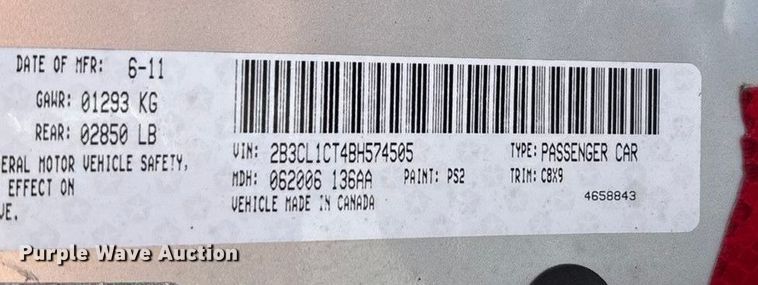 DATE OF MFR: 6-11
GAWR: 01293 KG
REAR: 02850 LB
ERAL MOTOR VEHICLE SAFETY,
EFFECT ON
VE.
VIN: 2B3CL1CT4BH574505 TYPE: PASSENGER CAR
MDH: 062006 136AA PAINT: PS2 TRIM: C8X9
VEHICLE MADE IN CANADA 4658843
Purple Wave Auction